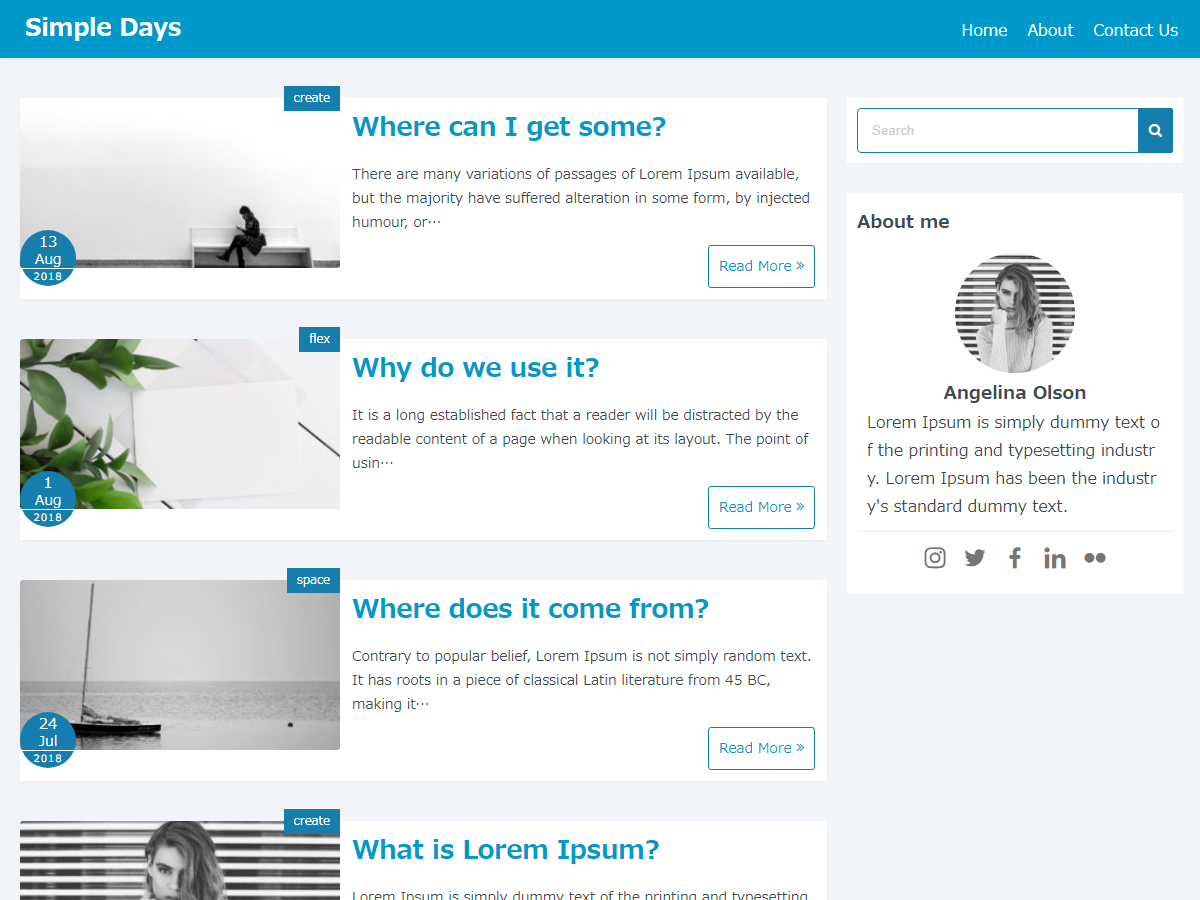 Simple Days
Home About Contact Us
create
Where can I get some?
There are many variations of passages of Lorem Ipsum available,
but the majority have suffered alteration in some form, by injected
humour, or…
13
Aug
2018
Read More »
flex
Why do we use it?
It is a long established fact that a reader will be distracted by the
readable content of a page when looking at its layout. The point of
usin…
1
Aug
2018
Read More »
space
Where does it come from?
Contrary to popular belief, Lorem Ipsum is not simply random text.
It has roots in a piece of classical Latin literature from 45 BC,
making it…
24
Jul
2018
Read More »
create
What is Lorem Ipsum?
Lorem Ipsum is simply dummy text of the printing and typesetting
Search
About me
Angelina Olson
Lorem Ipsum is simply dummy text o
f the printing and typesetting industr
y. Lorem Ipsum has been the industr
y's standard dummy text.